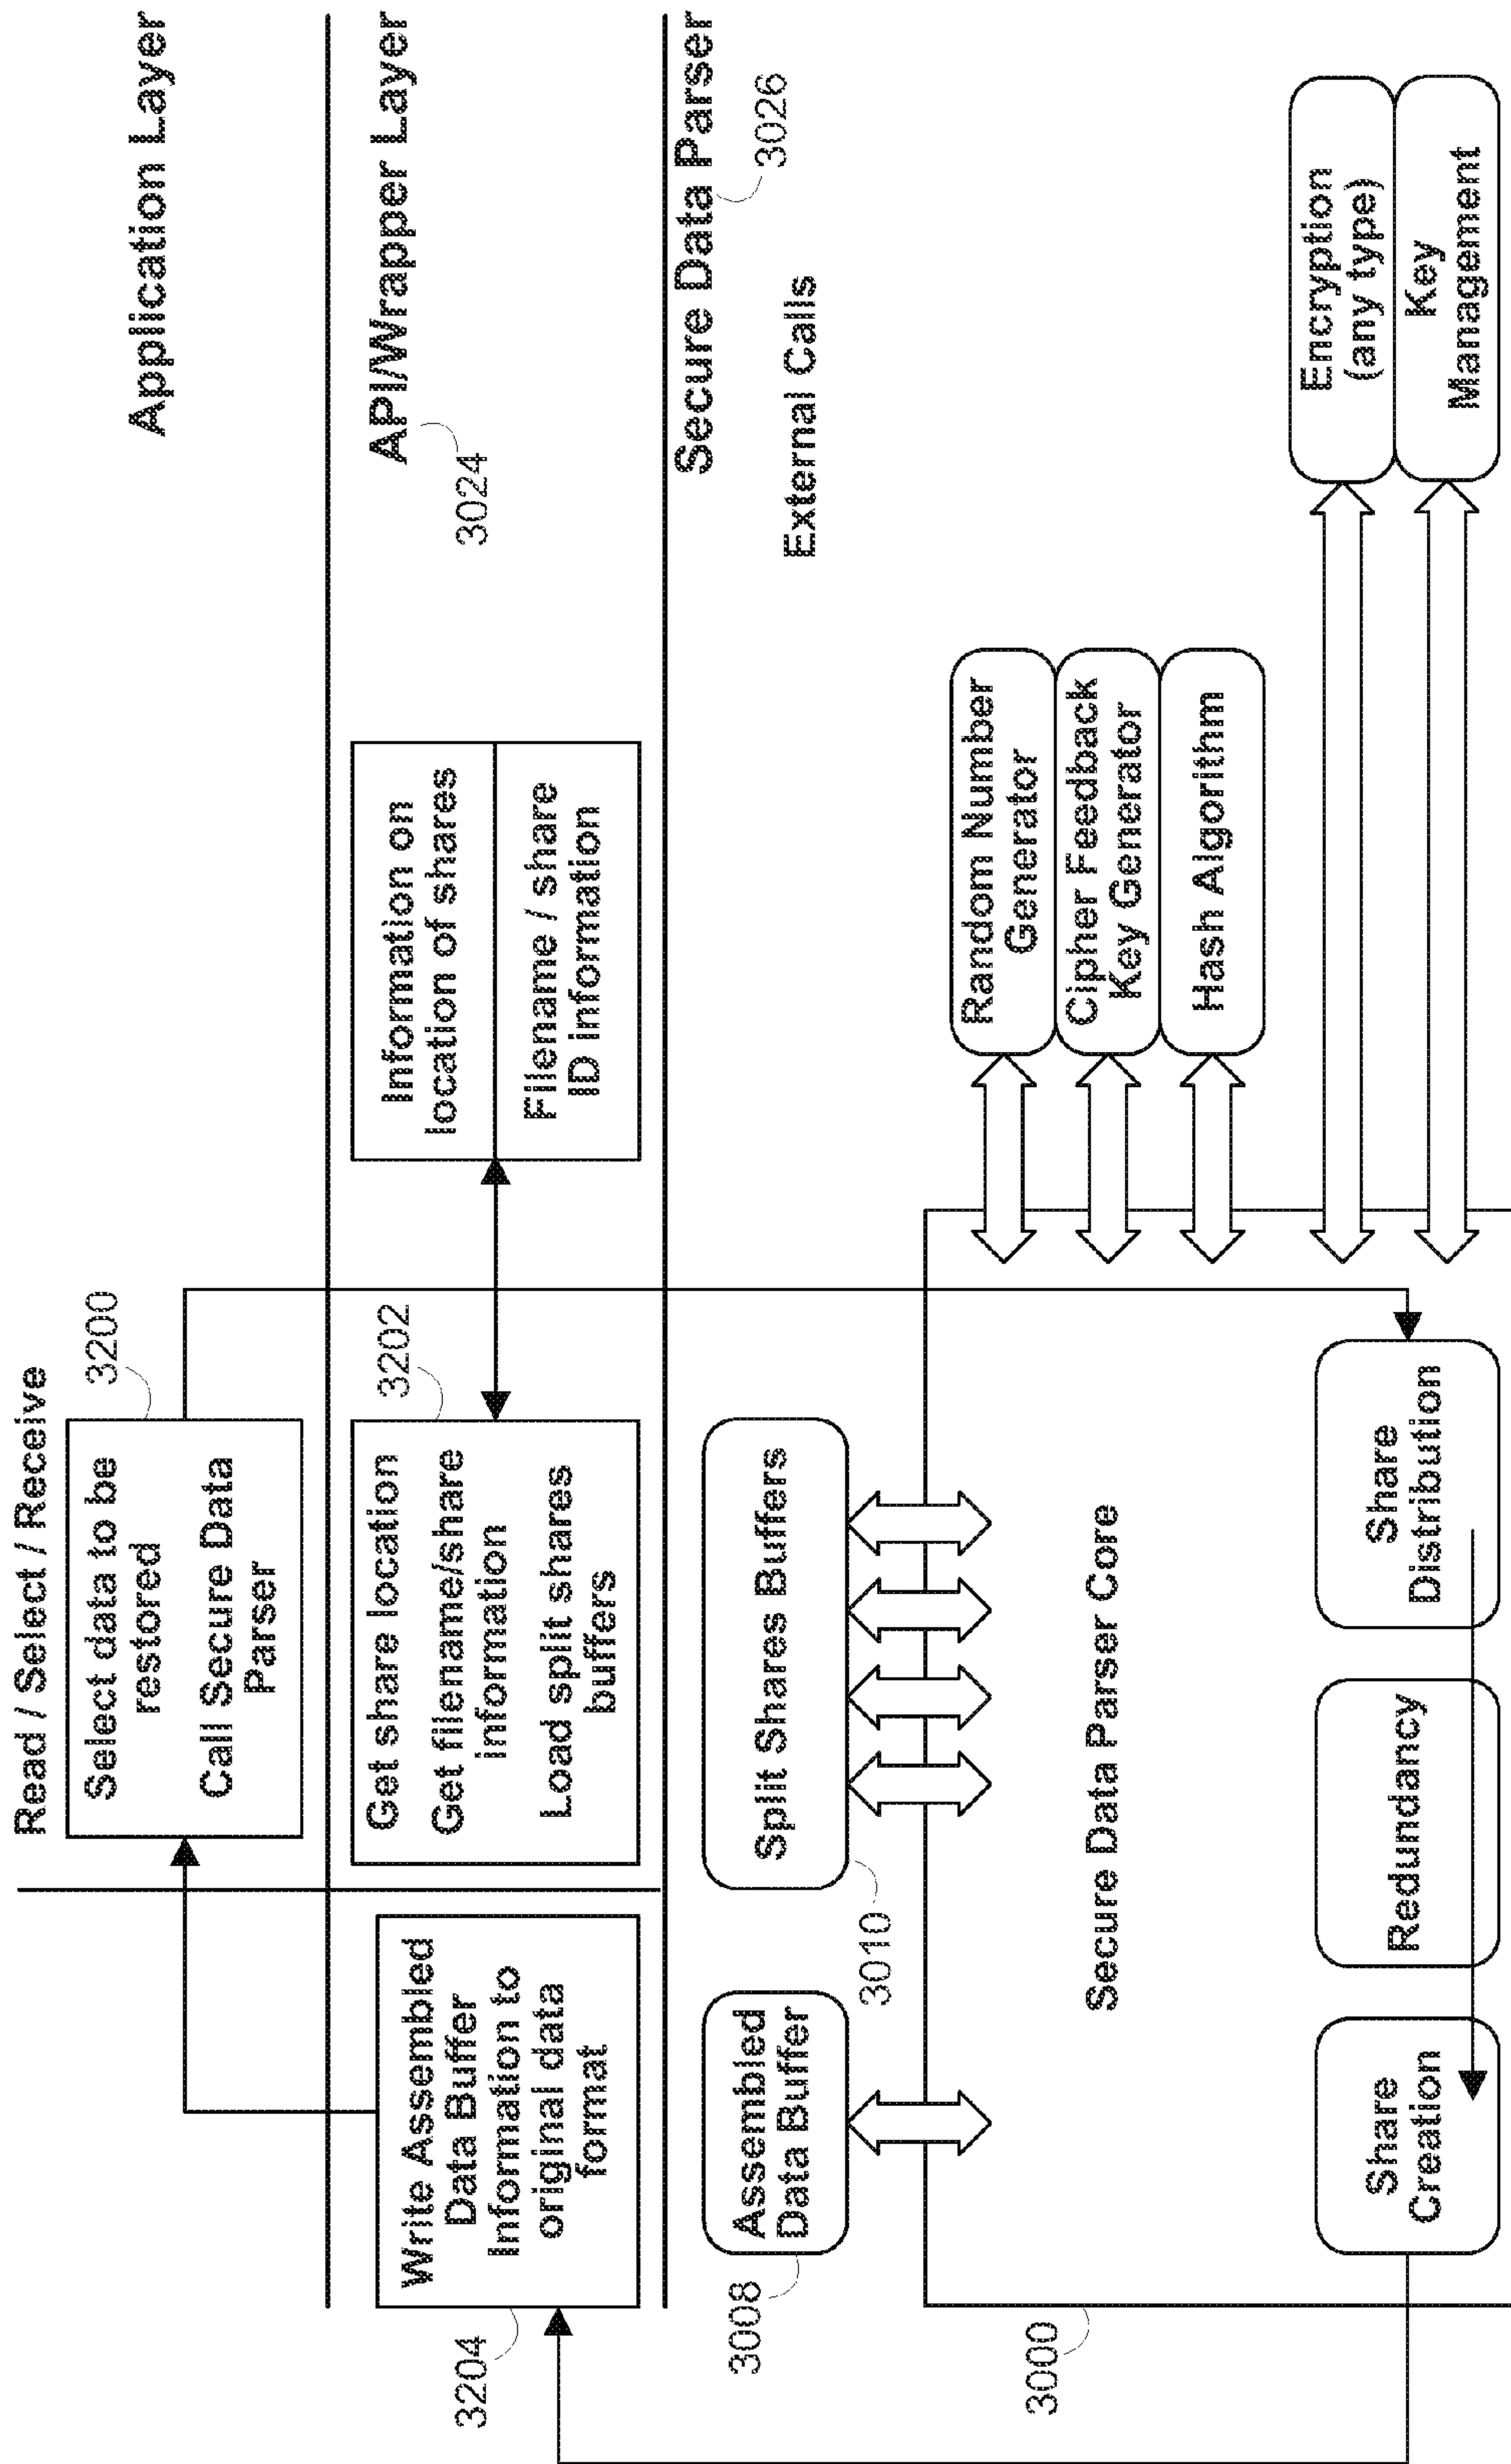 Read / Select / Receive
Application Layer
3200
Select data to be
restored
Call Secure Data
Parser
API/Wrapper Layer
3024
3204
Write Assembled
Data Buffer
Information to
original data
format
3202
Get share location
Get filename/share
information
Load split shares
buffers
Information on
location of shares
Filename / share
ID information
Secure Data Parser
3026
External Calls
3008
Assembled
Data Buffer
3010
Split Shares Buffers
3000
Secure Data Parser Core
Random Number
Generator
Cipher Feedback
Key Generator
Hash Algorithm
Share
Creation
Redundancy
Share
Distribution
Encryption
(any type)
Key
Management